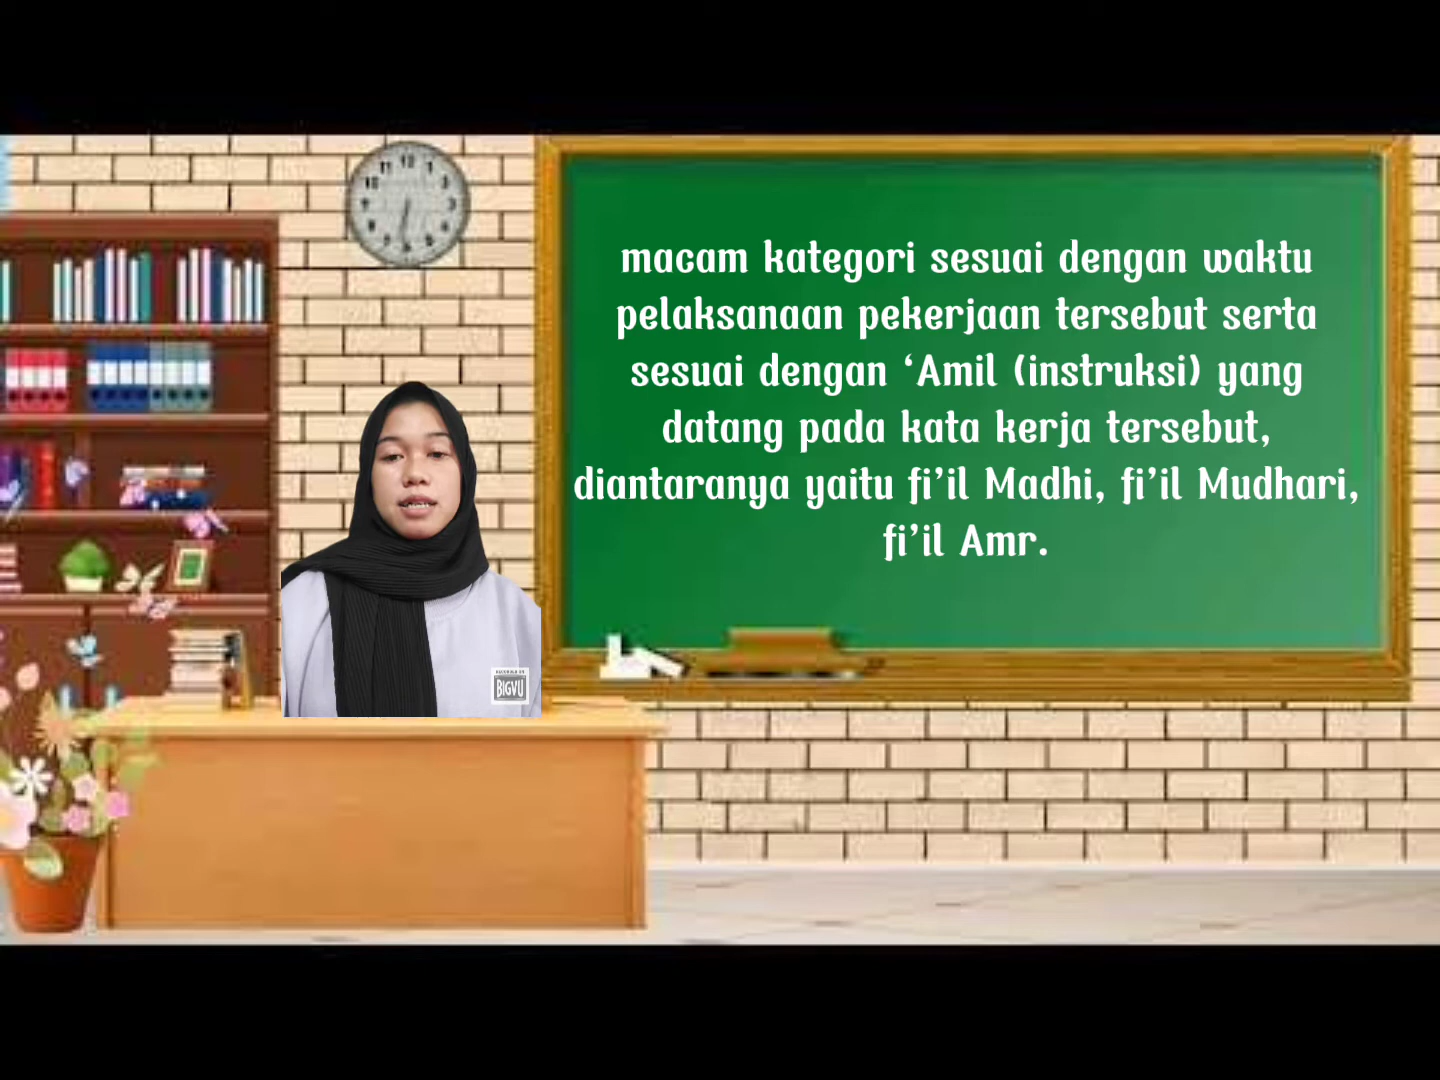 macam kategori sesuai dengan waktu
pelaksanaan pekerjaan tersebut serta
sesuai dengan ‘Amil (instruksi) yang
datang pada kata kerja tersebut,
diantaranya yaitu fi’il Madhi, fi’il Mudhari,
fi’il Amr.
BIGVU